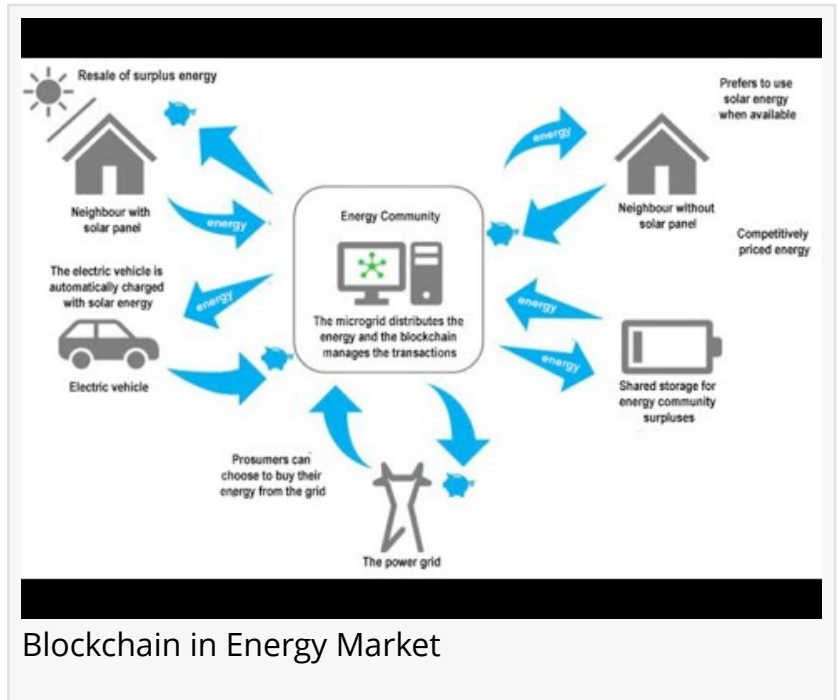 Resale of surplus energy
Neighbour with
solar panel
energy
The electric vehicle is
automatically charged
with solar energy
energy
Electric vehicle
Energy Community
The microgrid distributes the
energy and the blockchain
manages the transactions
energy
Prefers to use
solar energy
when available
Neighbour without
solar panel
Competitively
priced energy
energy
energy
Shared storage for
energy community
surpluses
Prosumers can
choose to buy their
energy from the grid
The power grid
Blockchain in Energy Market